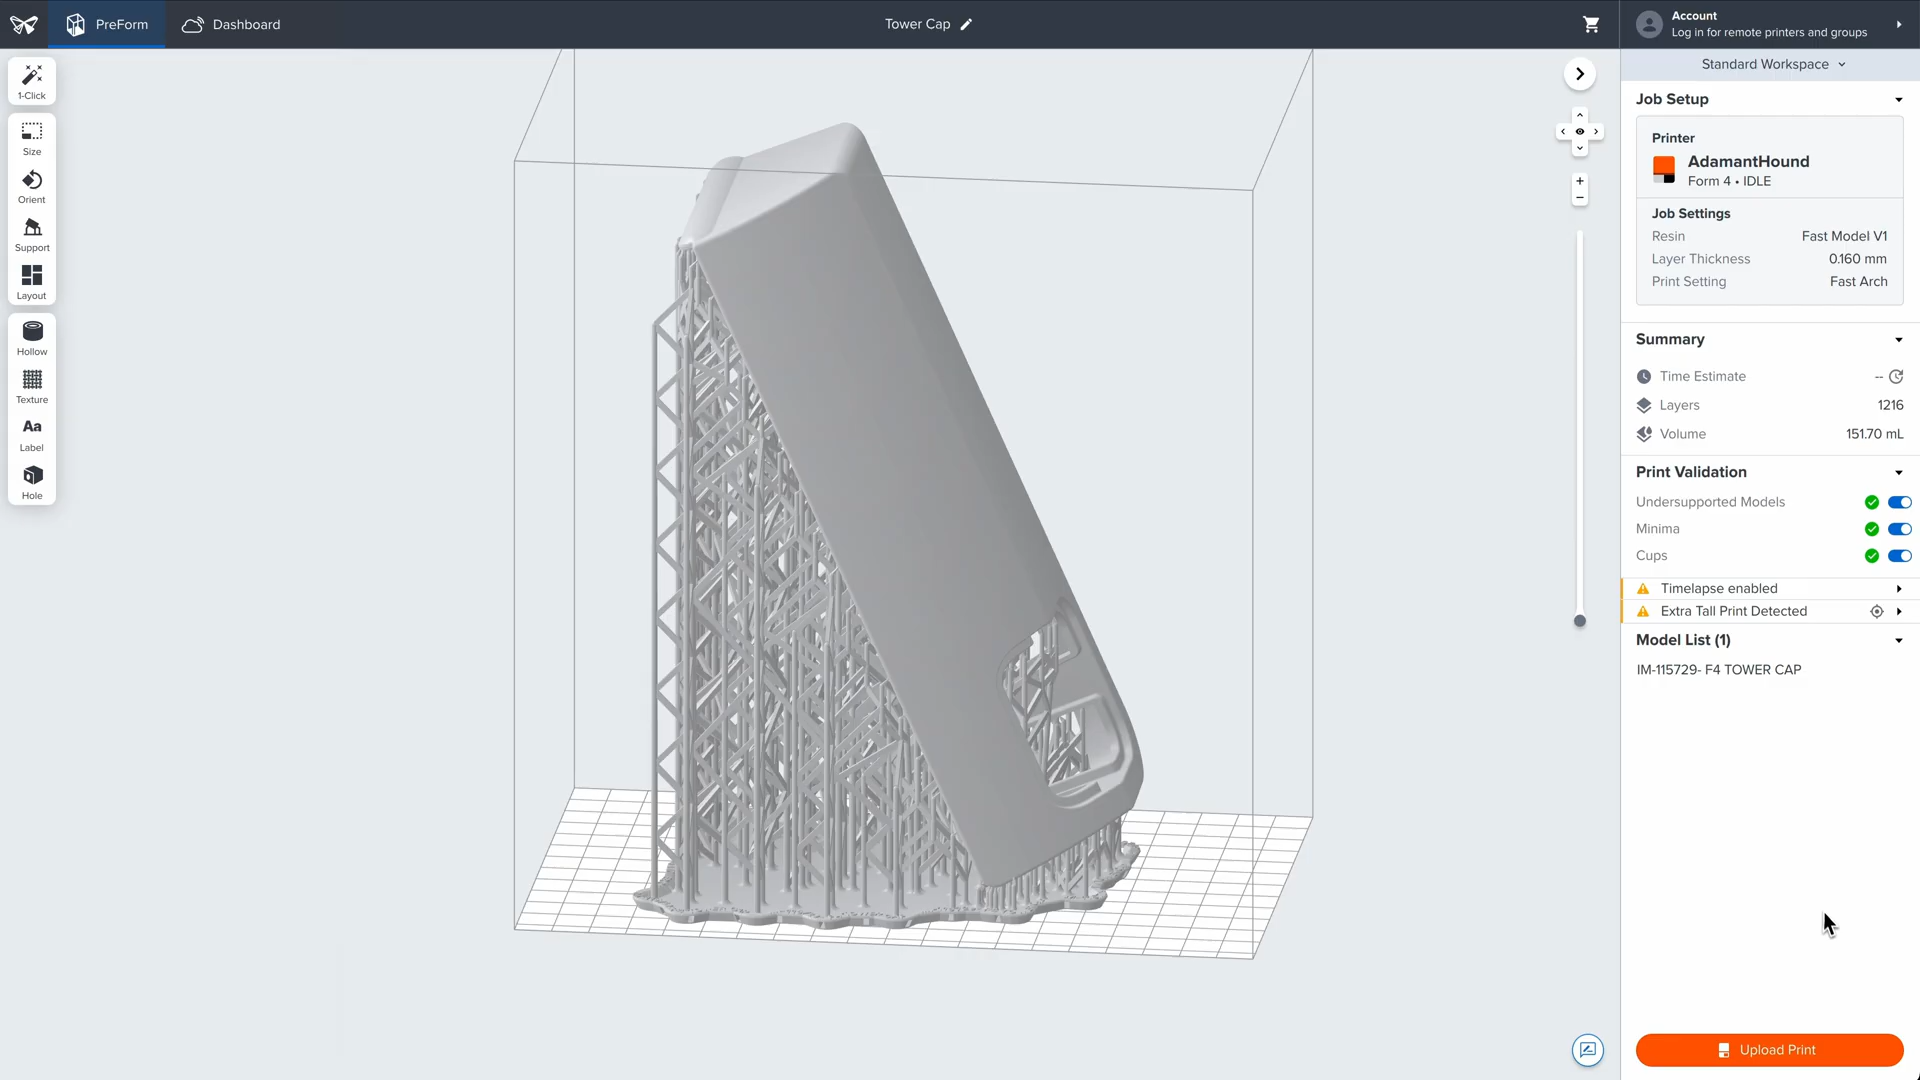 PreForm
Dashboard
Tower Cap
Account
Log in for remote printers and groups
1-Click
Size
Orient
Support
Layout
Hollow
Texture
Aa
Label
Hole
Standard Workspace
Job Setup
Printer
AdamantHound
Form 4 • IDLE
Job Settings
Resin Fast Model V1
Layer Thickness 0.160 mm
Print Setting Fast Arch
Summary
Time Estimate --
Layers 1216
Volume 151.70 mL
Print Validation
Undersupported Models
Minima
Cups
Timelapse enabled
Extra Tall Print Detected
Model List (1)
IM-115729- F4 TOWER CAP
Upload Print